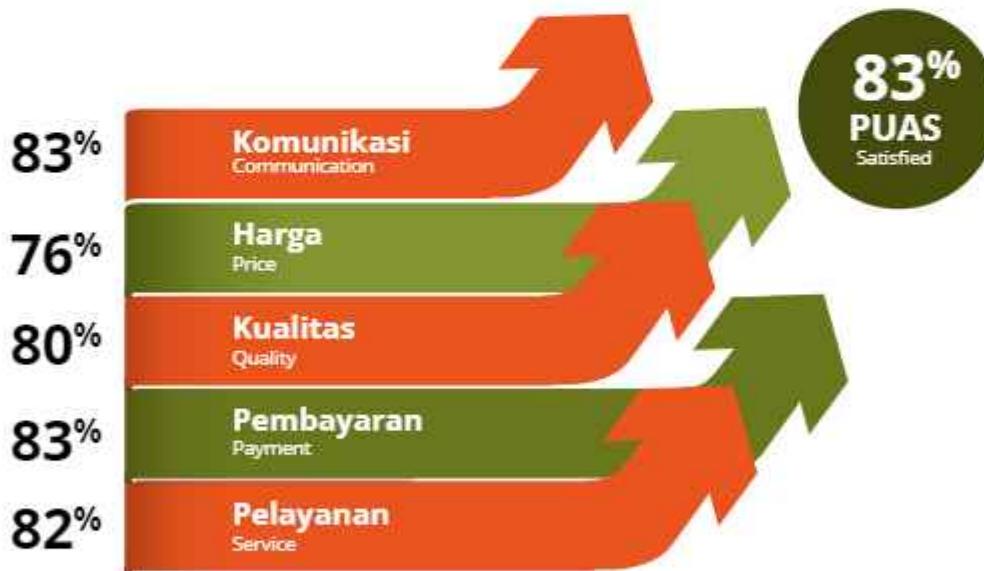 83%
PUAS
Satisfied
83%
Komunikasi
Communication
76%
Harga
Price
80%
Kualitas
Quality
83%
Pembayaran
Payment
82%
Pelayanan
Service